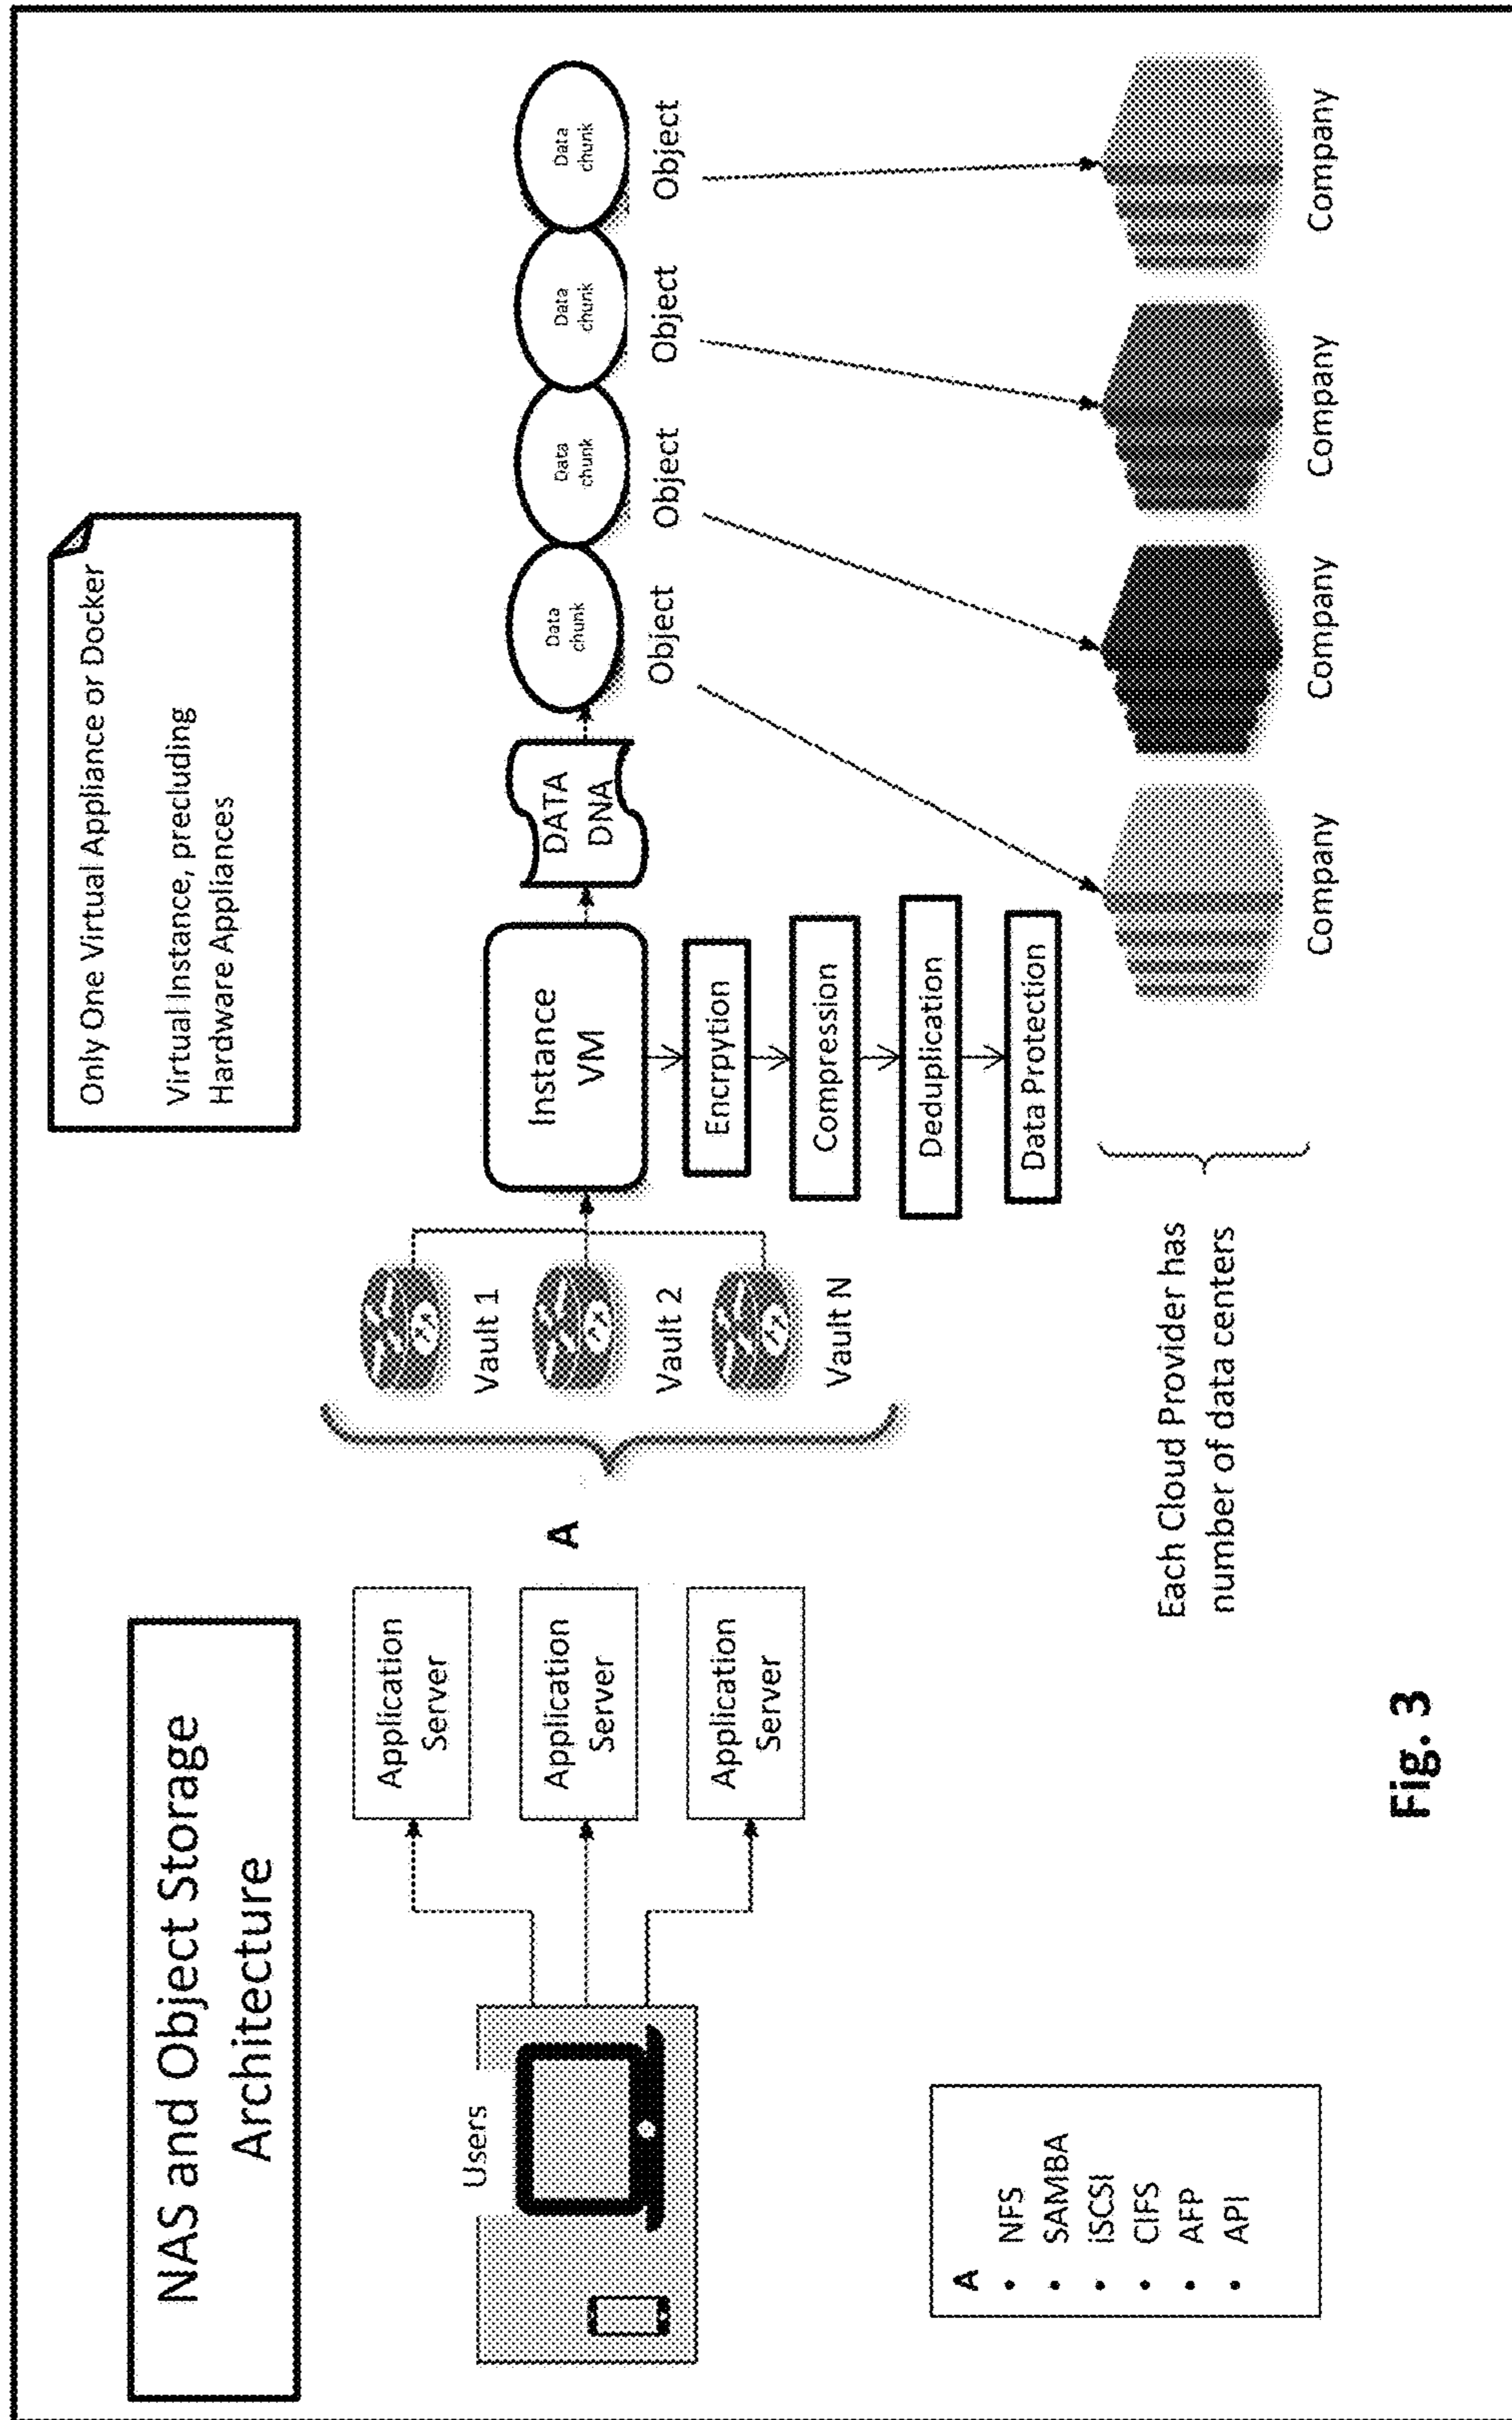 NAS and Object Storage
Architecture
Only One Virtual Appliance or Docker
Virtual Instance, precluding
Hardware Appliances
Users
Application
Server
Application
Server
Application
Server
A
Vault 1
Vault 2
Vault N
Instance
VM
Encrpytion
Compression
Deduplication
Data Protection
DATA
DNA
Data
chunk
Data
chunk
Data
chunk
Data
chunk
Object
Object
Object
Object
Company
Company
Company
Company
Each Cloud Provider has
number of data centers
A
• NFS
• SAMBA
• iSCSI
• CIFS
• AFP
• API
Fig. 3